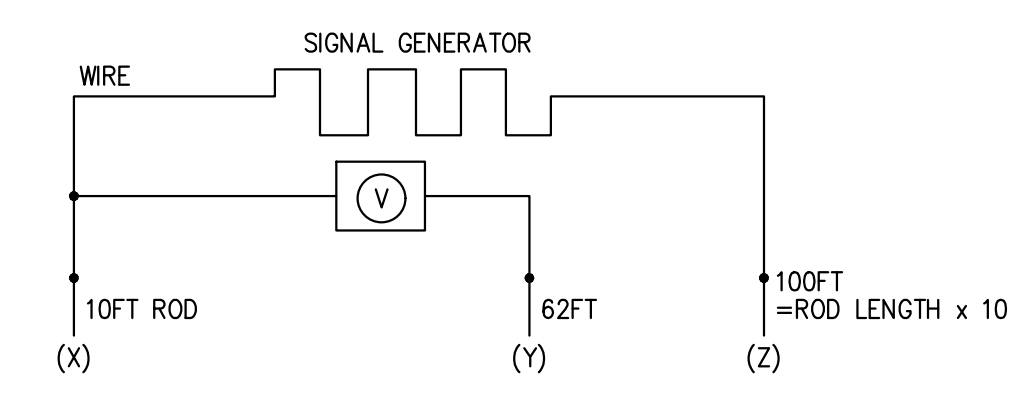 SIGNAL GENERATOR
WIRE
V
10FT ROD
62FT
100FT
=ROD LENGTH x 10
(X)
(Y)
(Z)